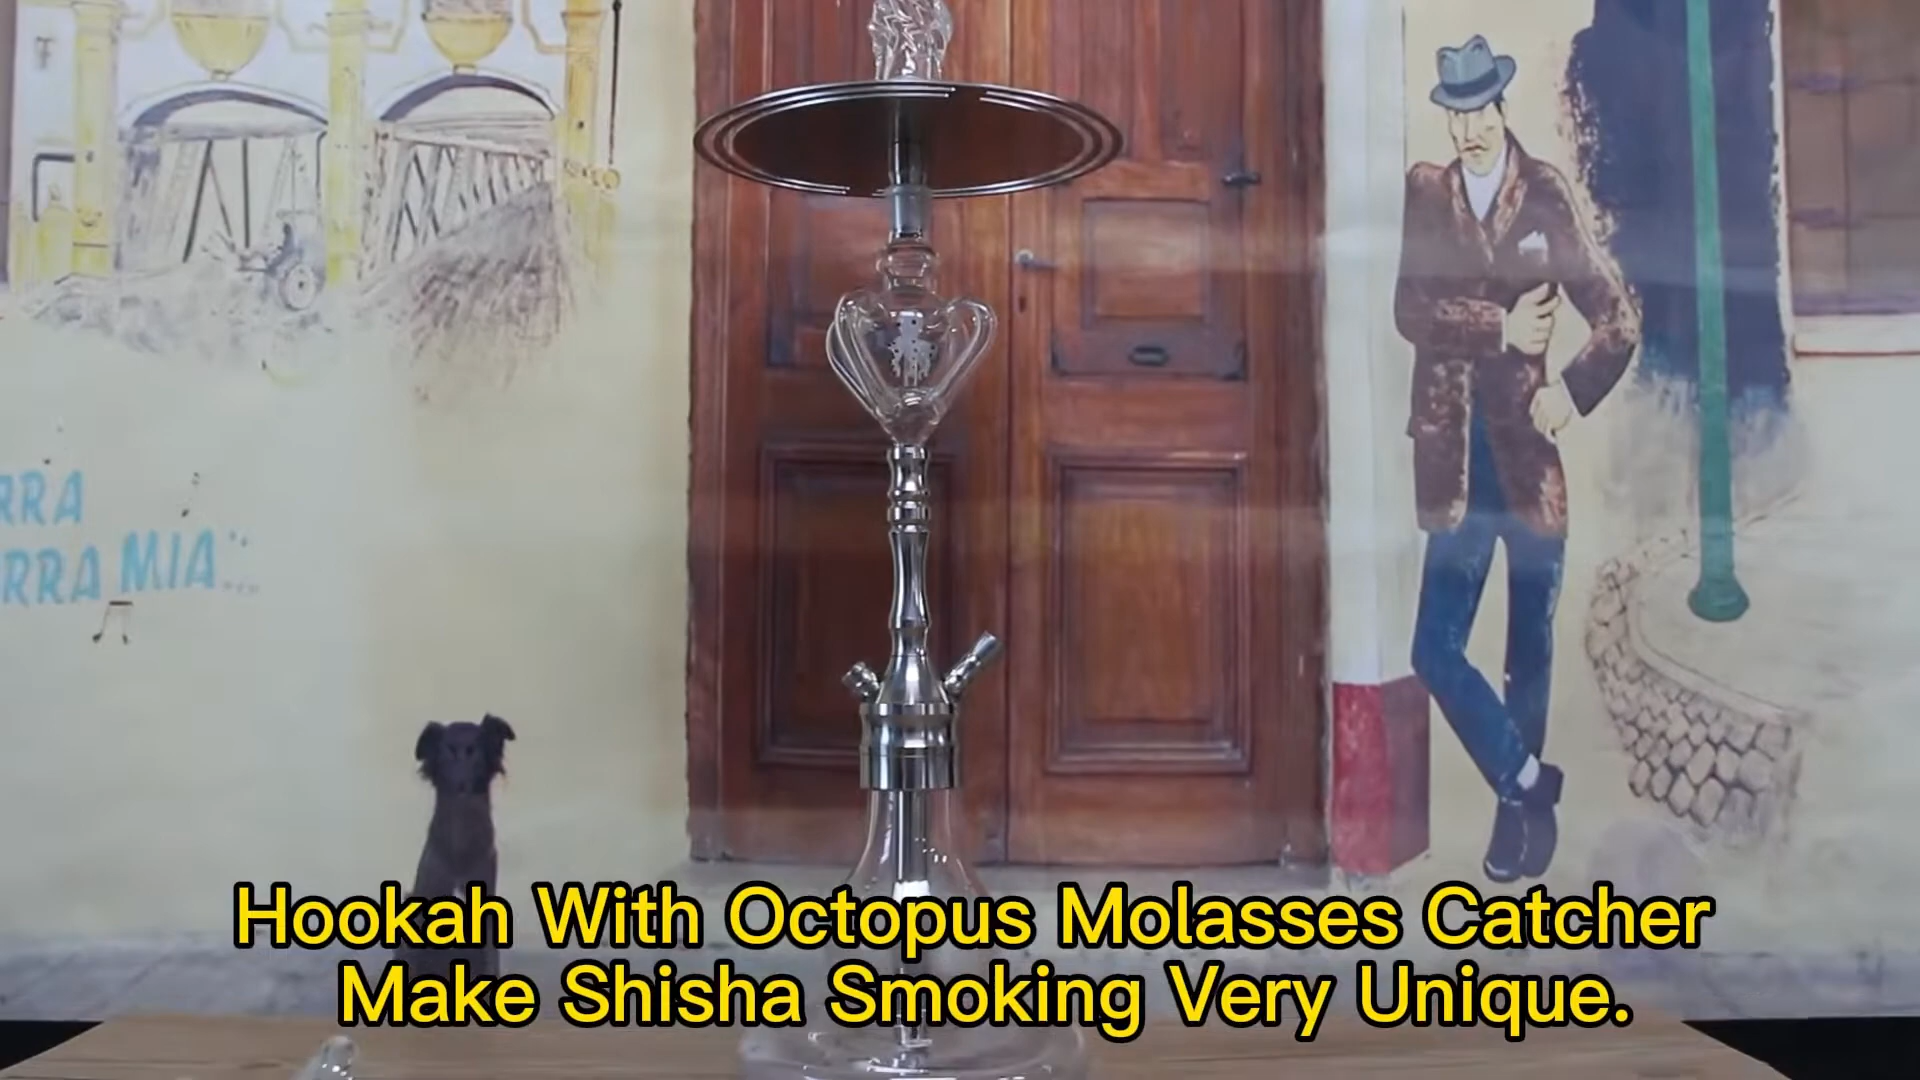 RRA
RRA MIA"
Hookah With Octopus Molasses Catcher
Make Shisha Smoking Very Unique.